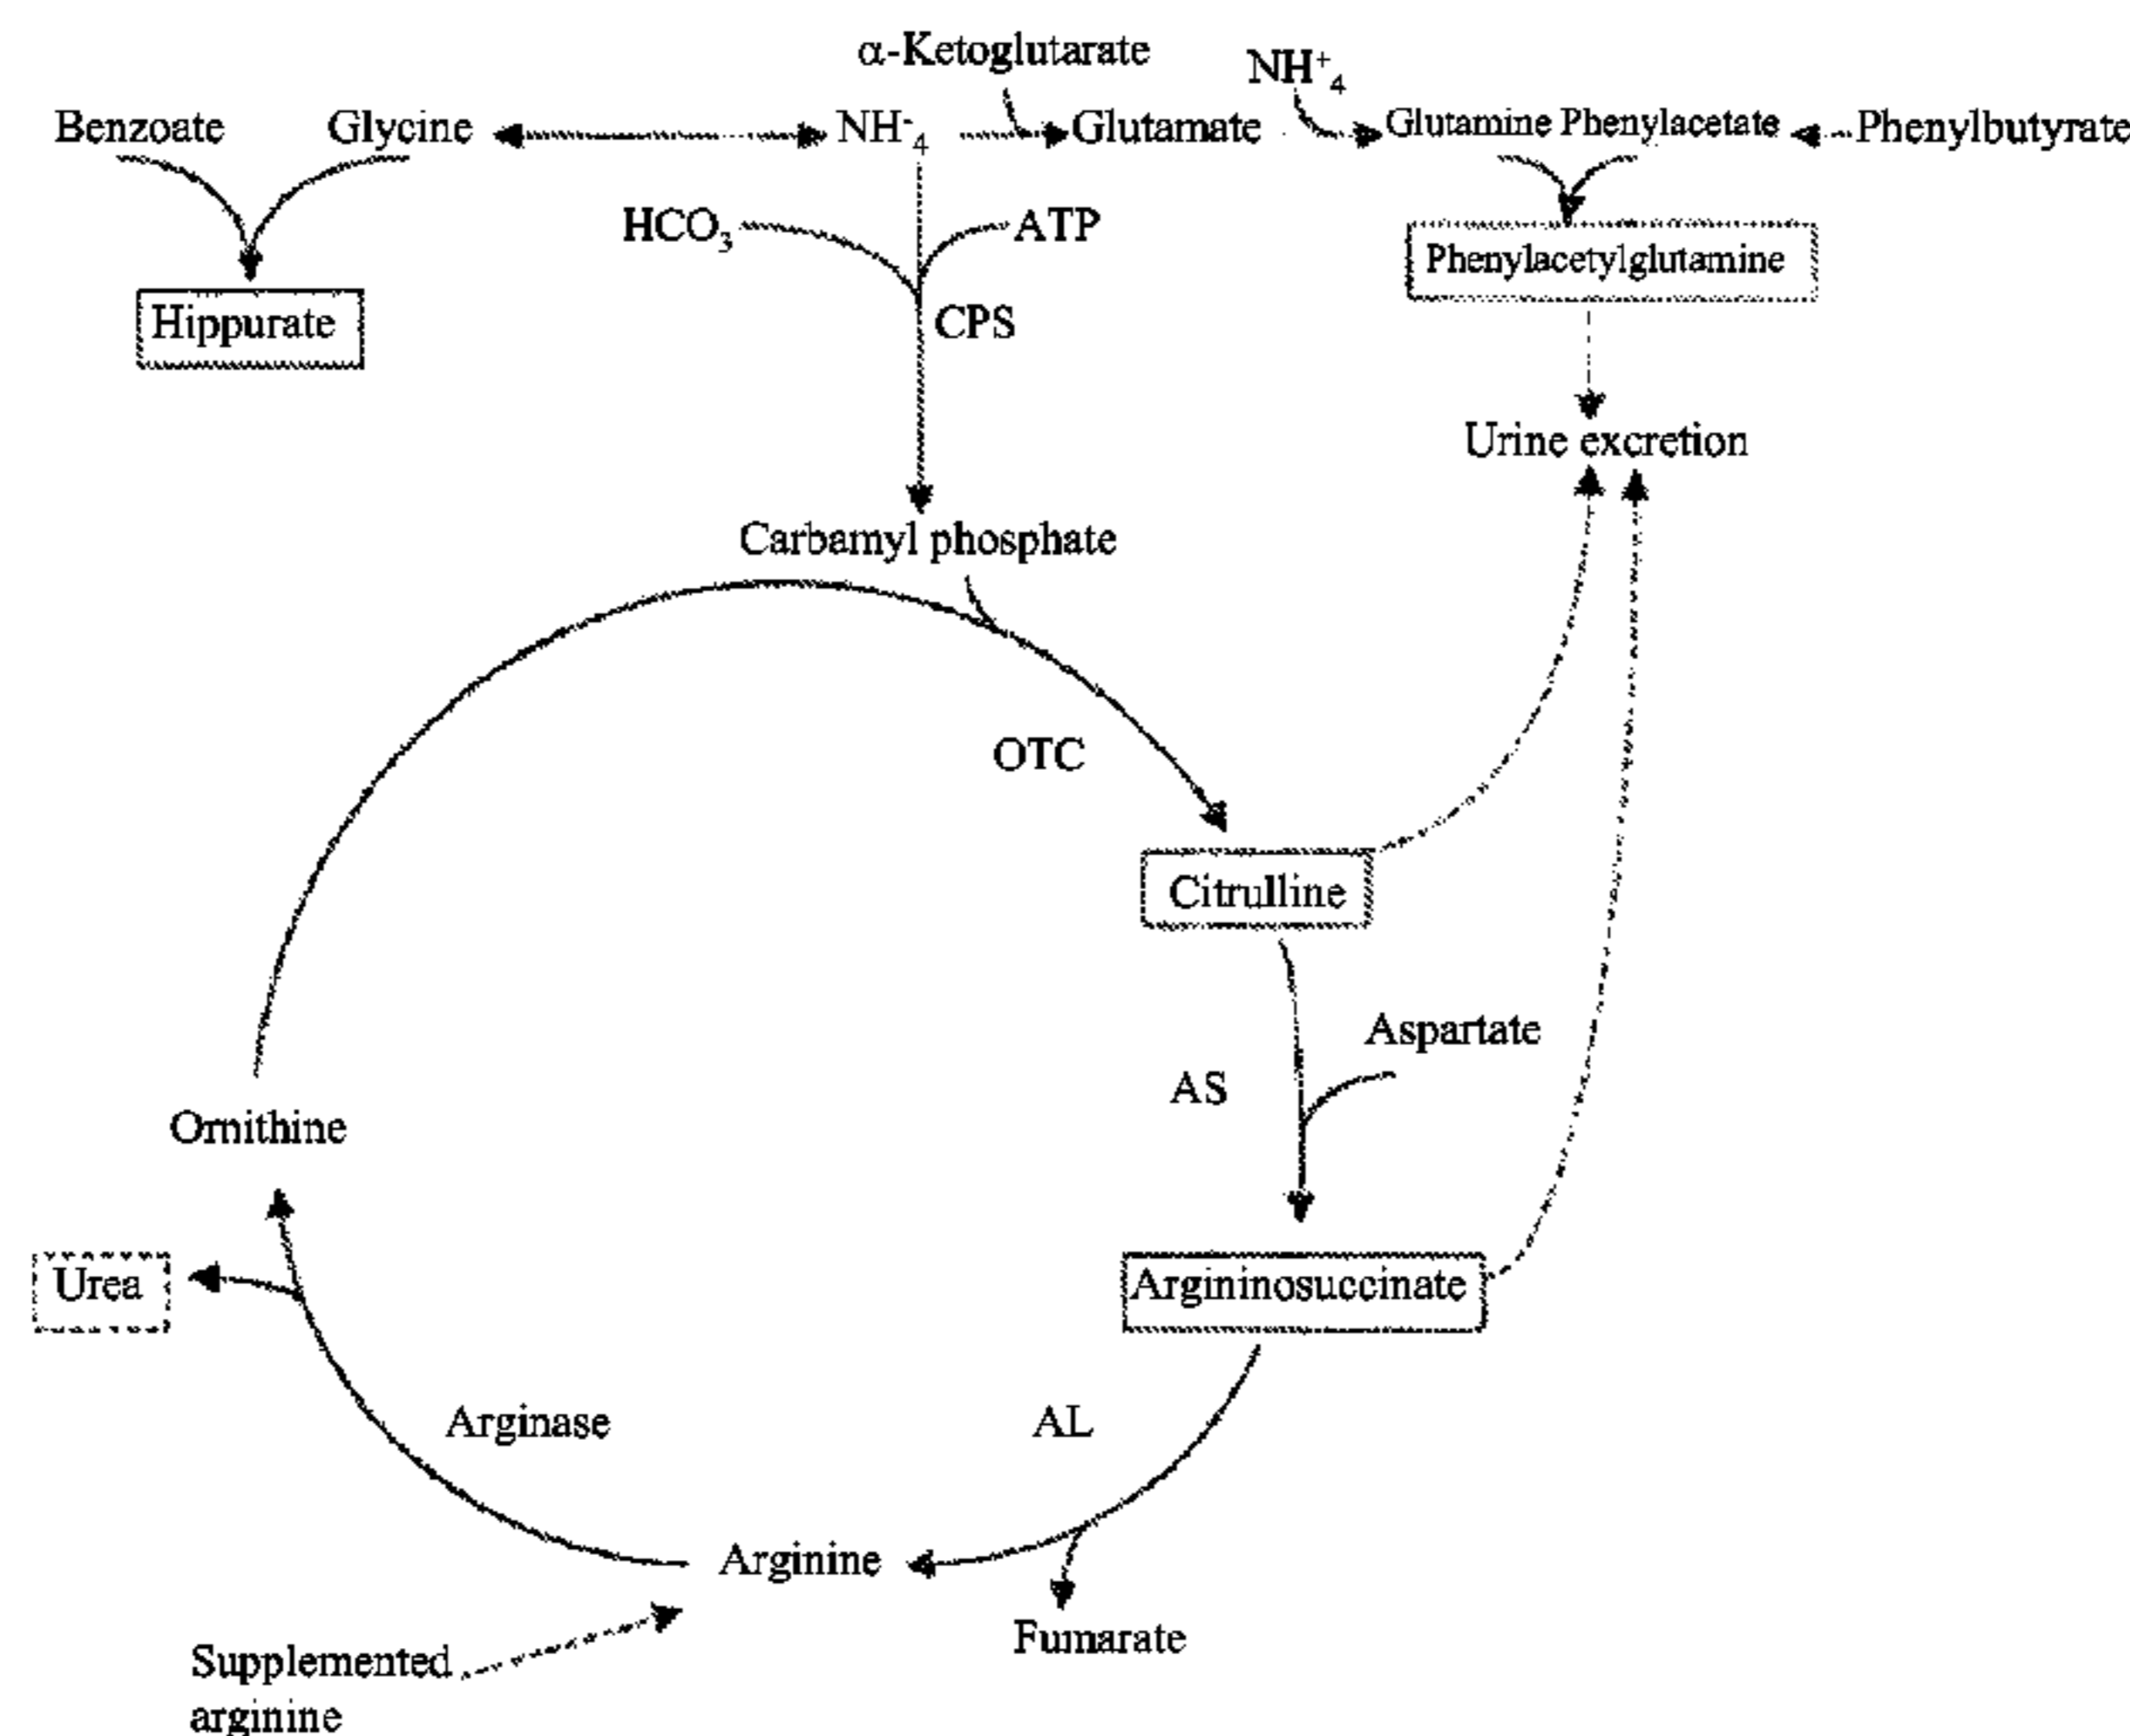 α-Ketoglutarate
NH⁺₄
Benzoate
Glycine
NH⁻₄
Glutamate
Glutamine Phenylacetate
Phenylbutyrate
HCO₃
ATP
Phenylacetylglutamine
Hippurate
CPS
Urine excretion
Carbamyl phosphate
OTC
Citrulline
Aspartate
AS
Ornithine
Urea
Argininosuccinate
Arginase
AL
Arginine
Fumarate
Supplemented
arginine